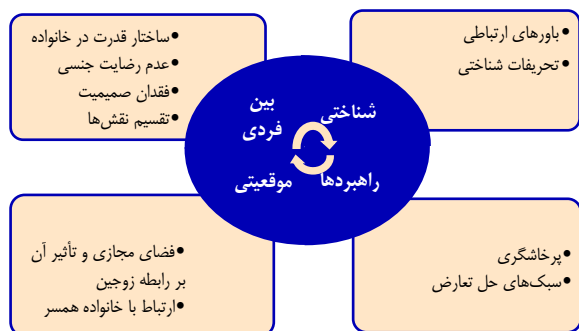 •باورهای ارتباطی
•تحریفات شناختی
•ساختار قدرت در خانواده
•عدم رضایت جنسی
•فقدان صمیمیت
•تقسیم نقش‌ها
شناختی
بین
فردی
راهبردها
موقعیتی
•پرخاشگری
•سبک‌های حل تعارض
•فضای مجازی و تأثیر آن
بر رابطه زوجین
•ارتباط با خانواده همسر